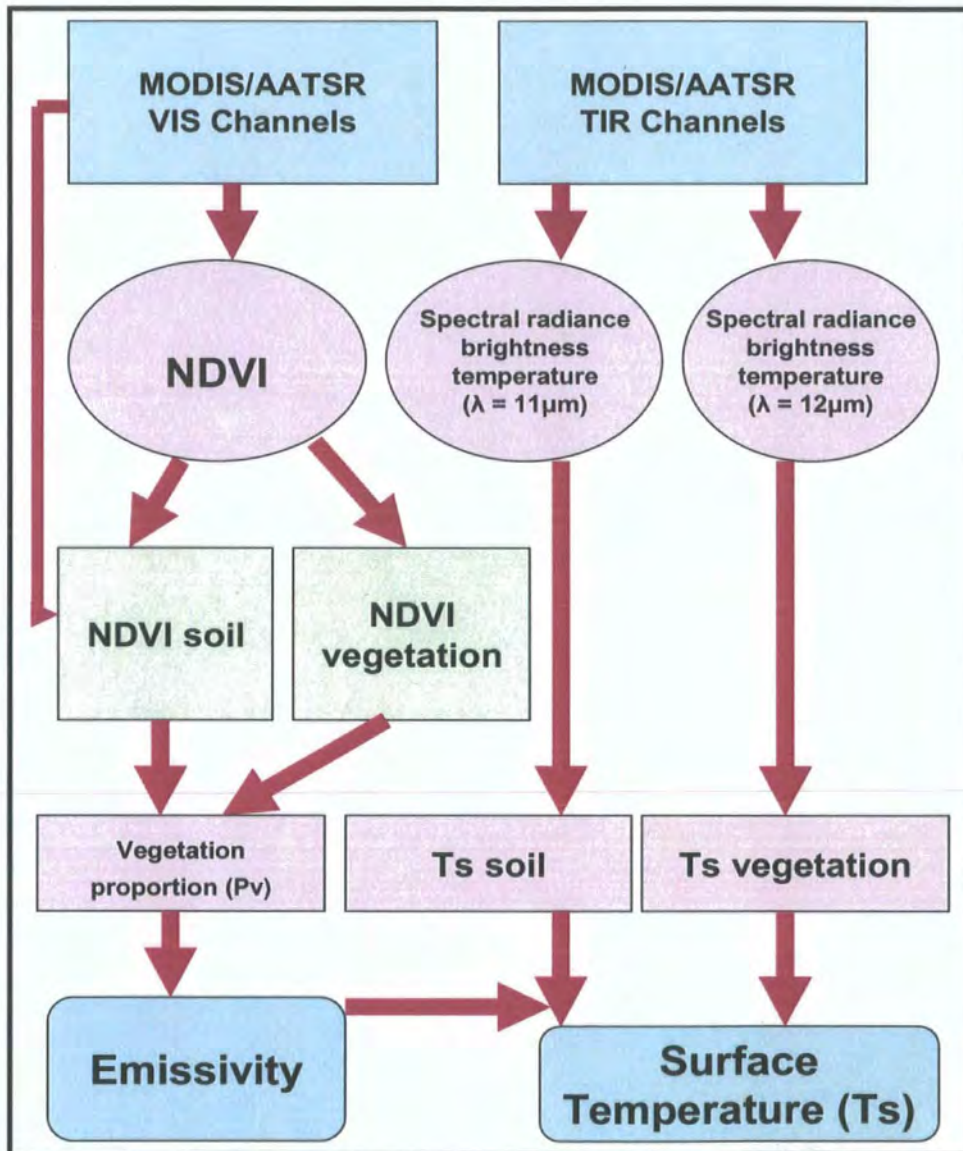 MODIS/AATSR
VIS Channels
MODIS/AATSR
TIR Channels
NDVI
Spectral radiance
brightness
temperature
(λ = 11µm)
Spectral radiance
brightness
temperature
(λ = 12µm)
NDVI soil
NDVI
vegetation
Vegetation
proportion (Pv)
Ts soil
Ts vegetation
Emissivity
Surface
Temperature (Ts)